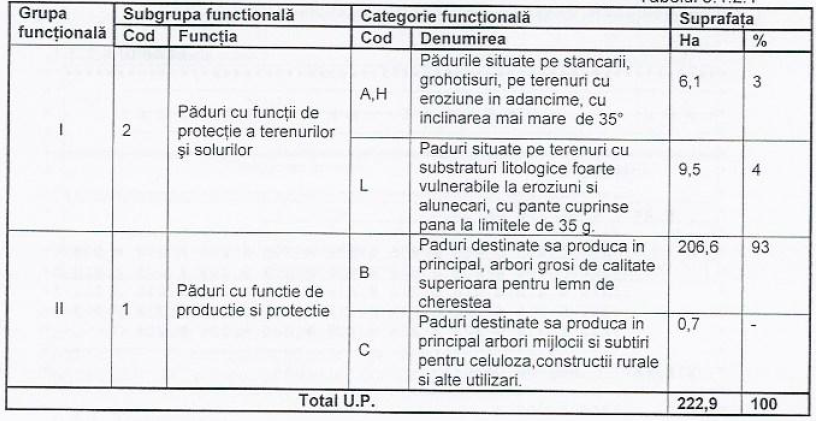 Grupa funcțională Subgrupa functională Categorie funcțională Suprafața
Cod Funcția Cod Denumirea Ha %
I 2 Păduri cu funcții de protecție a terenurilor și solurilor
A,H
Pădurile situate pe stancarii,
grohotisuri, pe terenuri cu
eroziune in adancime, cu
inclinarea mai mare de 35°
6,1 3
L
Paduri situate pe terenuri cu
substraturi litologice foarte
vulnerabile la eroziuni si
alunecari, cu pante cuprinse
pana la limitele de 35 g.
9,5 4
II 1 Păduri cu functie de productie si protectie
B
Paduri destinate sa produca in
principal, arbori grosi de calitate
superioara pentru lemn de
cherestea
206,6 93
C
Paduri destinate sa produca in
principal arbori mijlocii si subtiri
pentru celuloza,constructii rurale
si alte utilizari.
0,7 -
Total U.P. 222,9 100